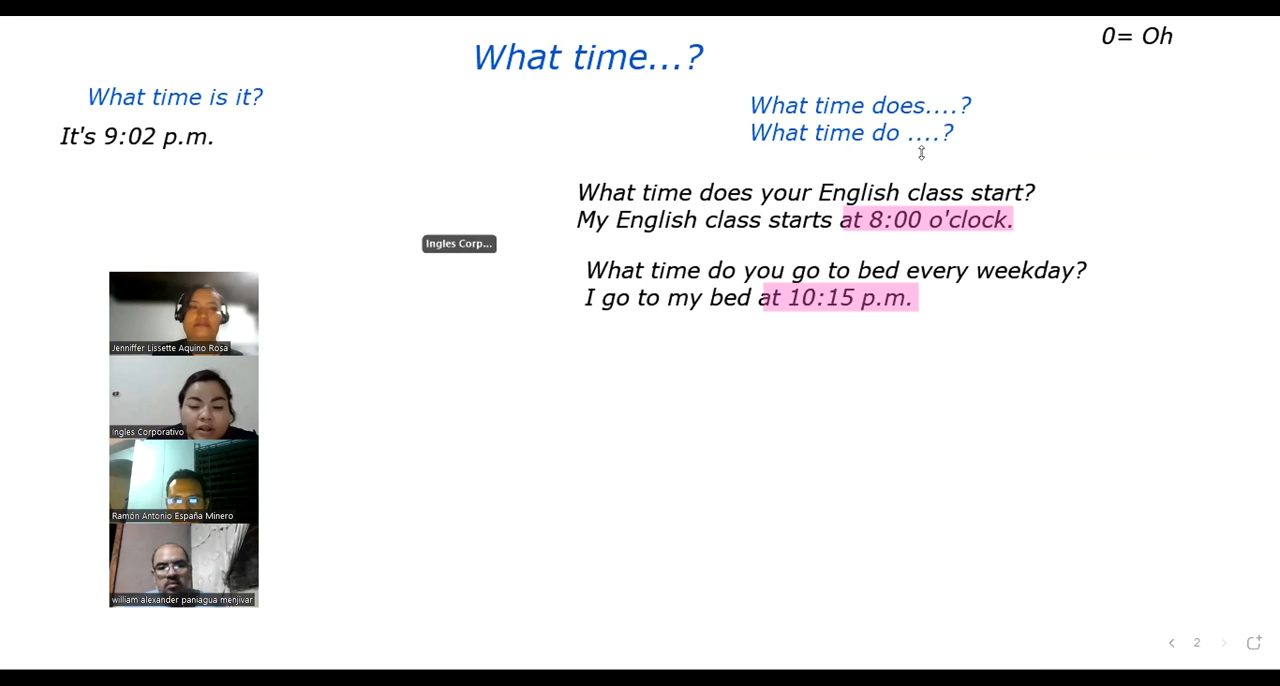 0= Oh
What time...?
What time is it?
It's 9:02 p.m.
What time does....?
What time do ....?
What time does your English class start?
My English class starts at 8:00 o'clock.
Ingles Corp...
What time do you go to bed every weekday?
I go to my bed at 10:15 p.m.
Jenniffer Lissette Aquino Rosa
Ingles Corporativo
Ramón Antonio España Minero
william alexander paniagua menjivar
2